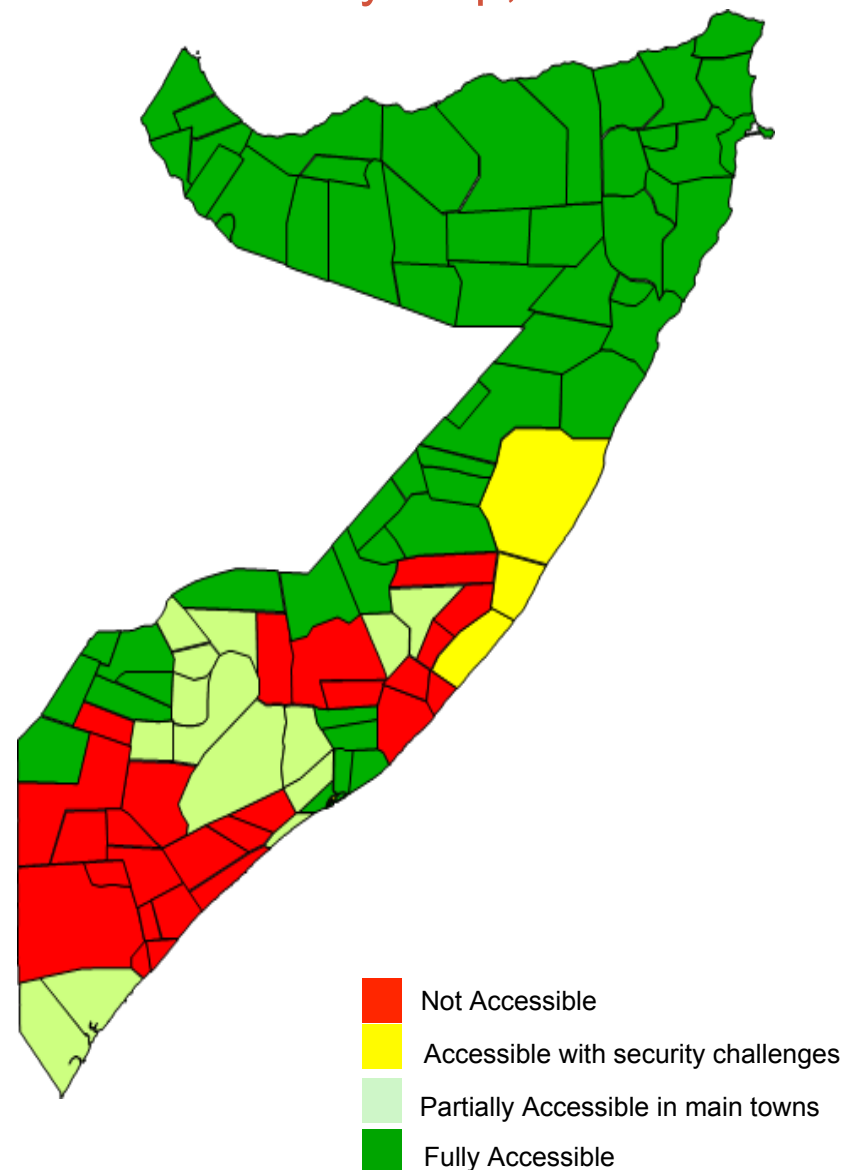 Not Accessible
Accessible with security challenges
Partially Accessible in main towns
Fully Accessible